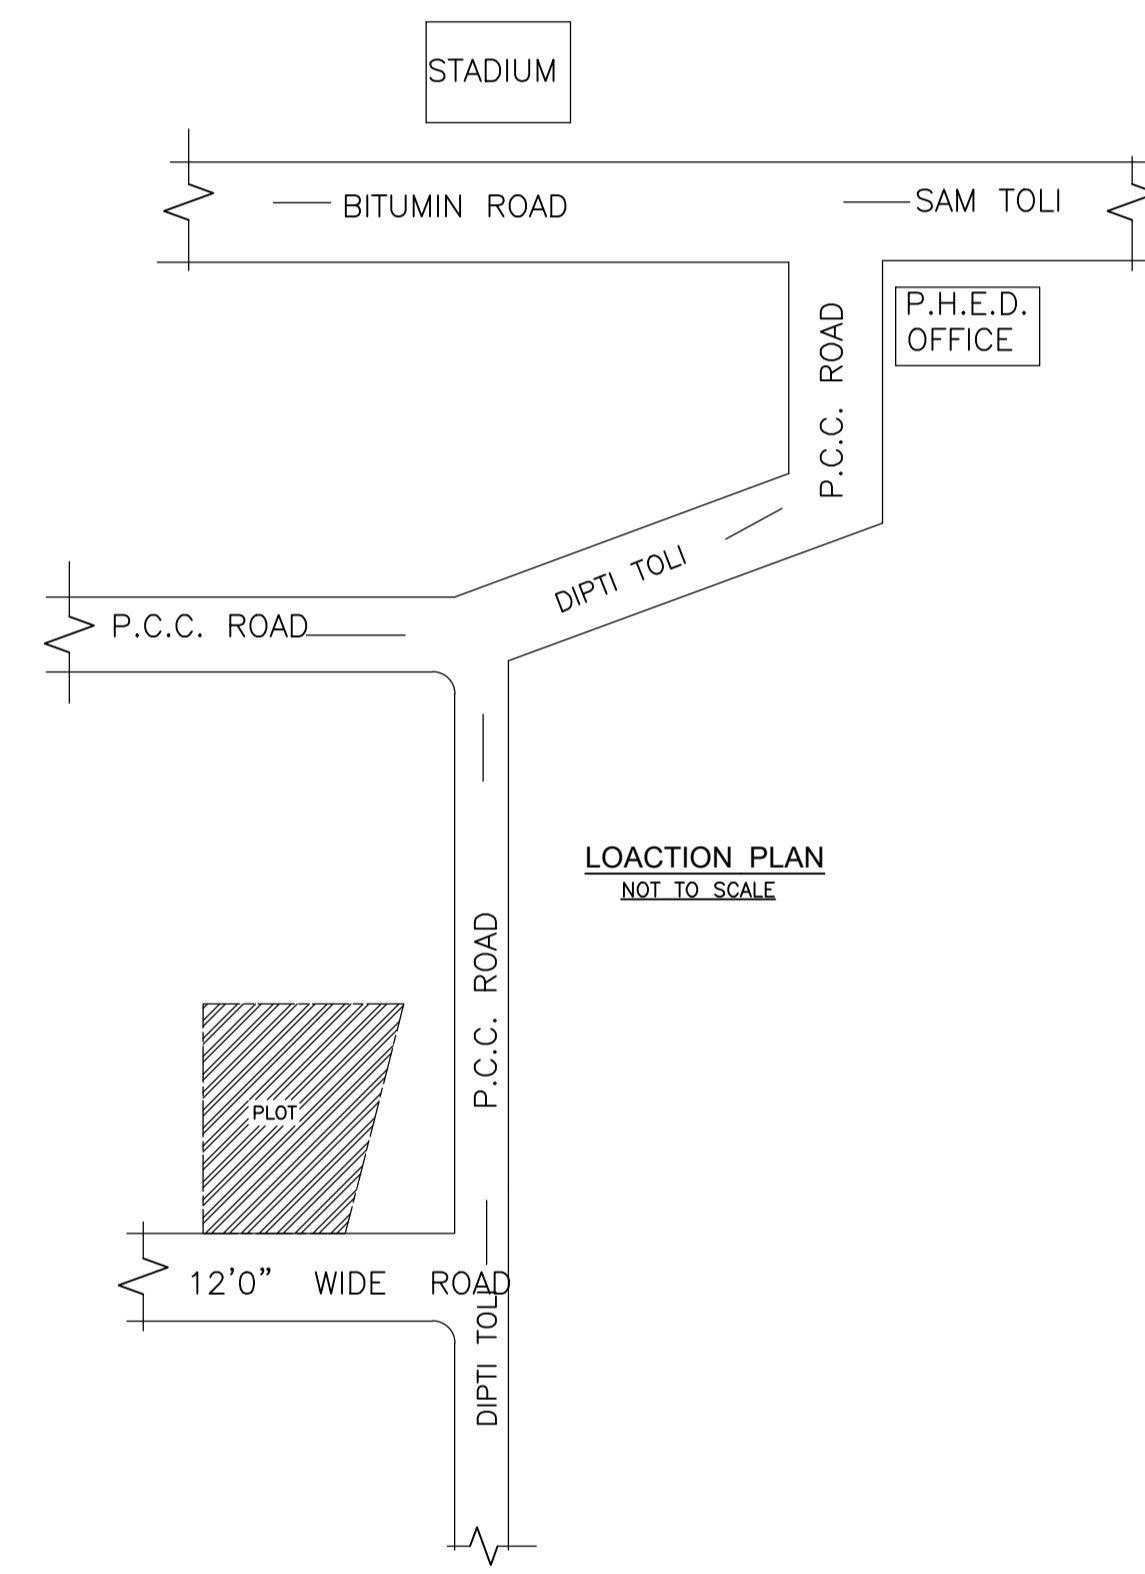 STADIUM
BITUMIN ROAD
SAM TOLI
P.H.E.D.
OFFICE
P.C.C. ROAD
DIPTI TOLI
P.C.C. ROAD
LOACTION PLAN
NOT TO SCALE
P.C.C. ROAD
PLOT
12'0" WIDE ROAD
DIPTI TOLI